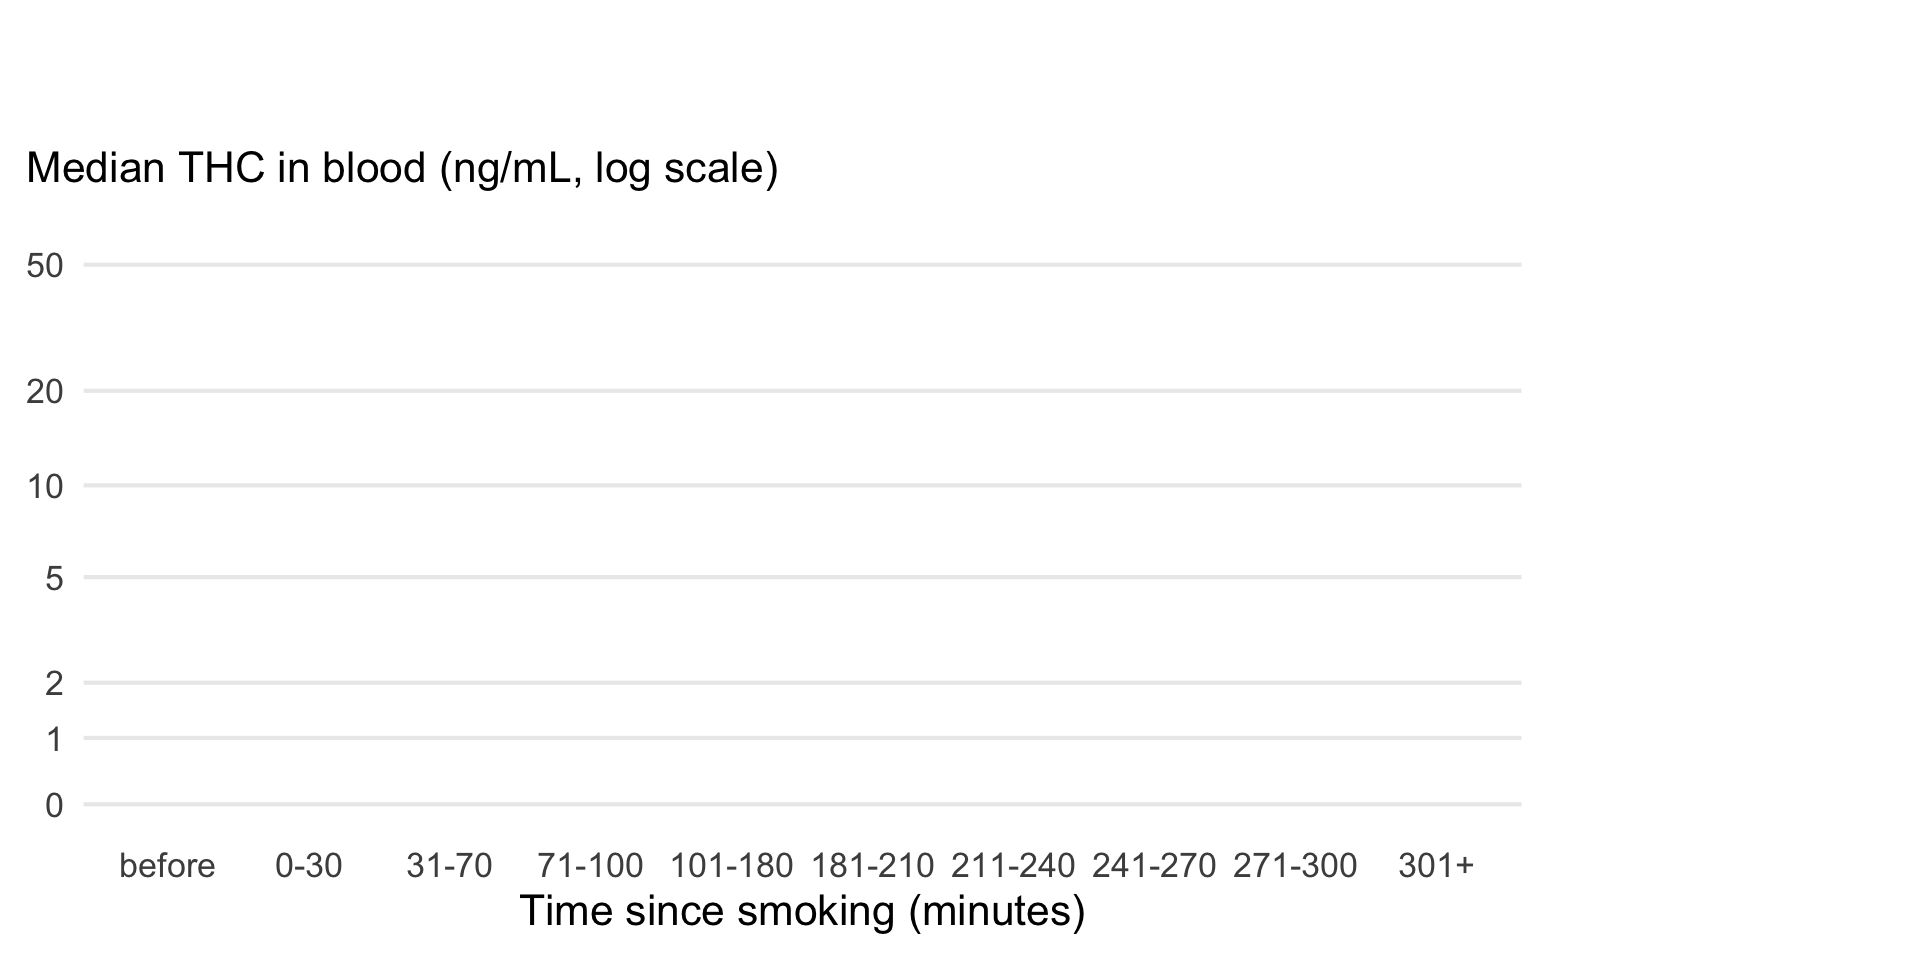 Median THC in blood (ng/mL, log scale)
50
20
10
5
2
1
0
before 0-30 31-70 71-100 101-180 181-210 211-240 241-270 271-300 301+
Time since smoking (minutes)